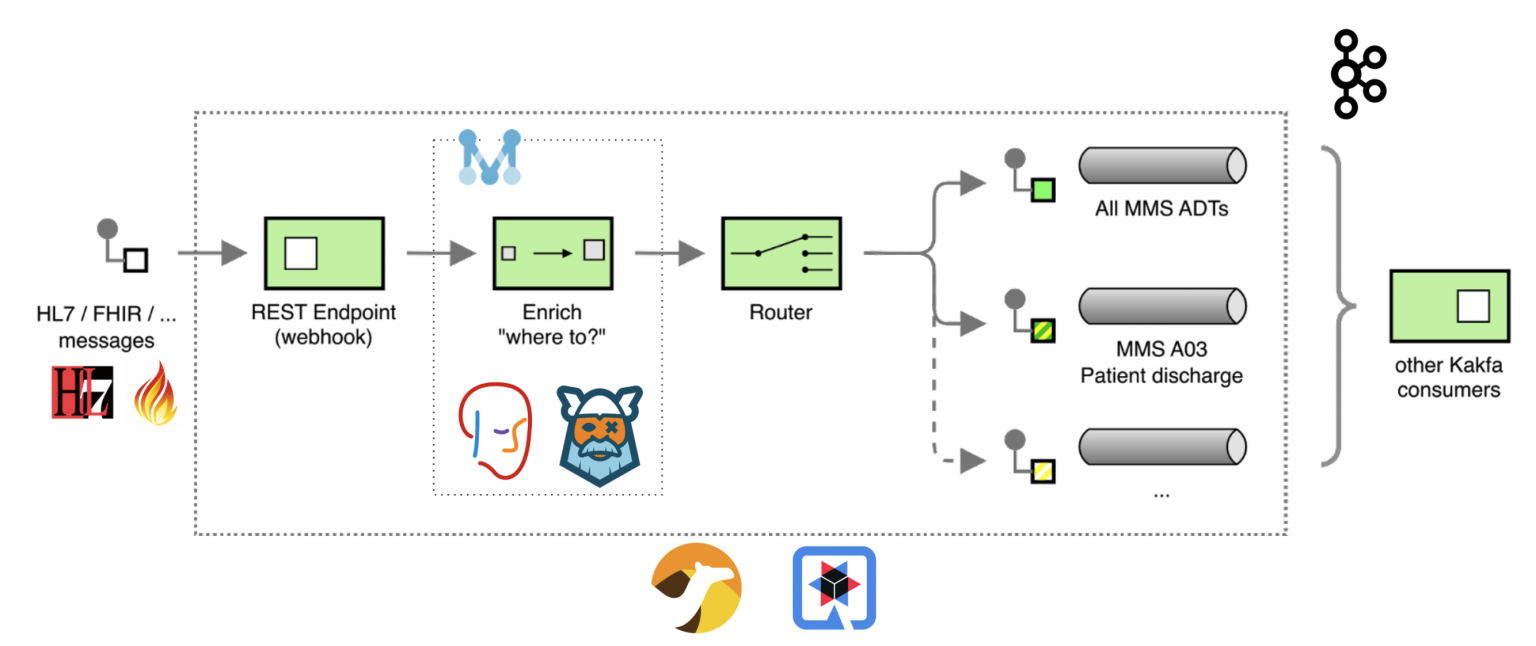 HL7 / FHIR / ...
messages
HL7
REST Endpoint
(webhook)
M
Enrich
"where to?"
Router
All MMS ADTs
MMS A03
Patient discharge
...
other Kakfa
consumers